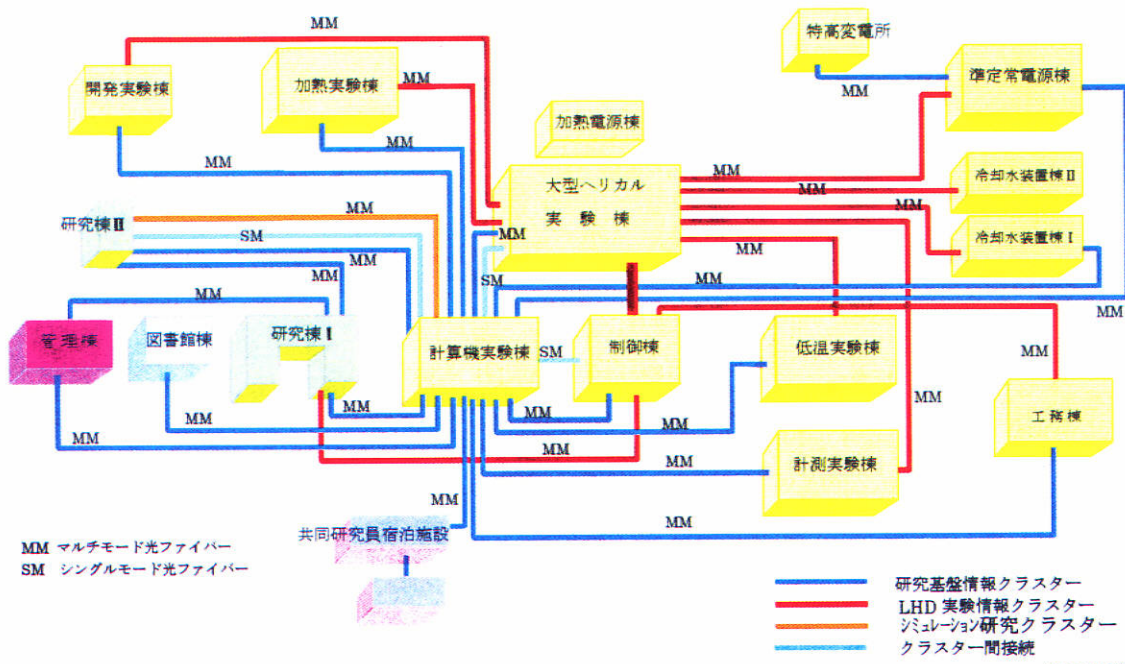 MM
特高変電所
開発実験棟
加熱実験棟
MM
準定常電源棟
MM
加熱電源棟
MM
MM
MM
大型ヘリカル
実 験 棟
MM
冷却水装置棟 II
MM
MM
研究棟 II
MM
SM
MM
MM
冷却水装置棟 I
MM
MM
SM
MM
MM
MM
管理棟
図書館棟
研究棟 I
計算機実験棟
SM
制御棟
低温実験棟
MM
MM
MM
MM
MM
MM
工務棟
MM
MM
計測実験棟
MM
MM
MM
共同研究員宿泊施設
MM マルチモード光ファイバー
SM シングルモード光ファイバー
研究基盤情報クラスター
LHD 実験情報クラスター
シミュレーション研究クラスター
クラスター間接続